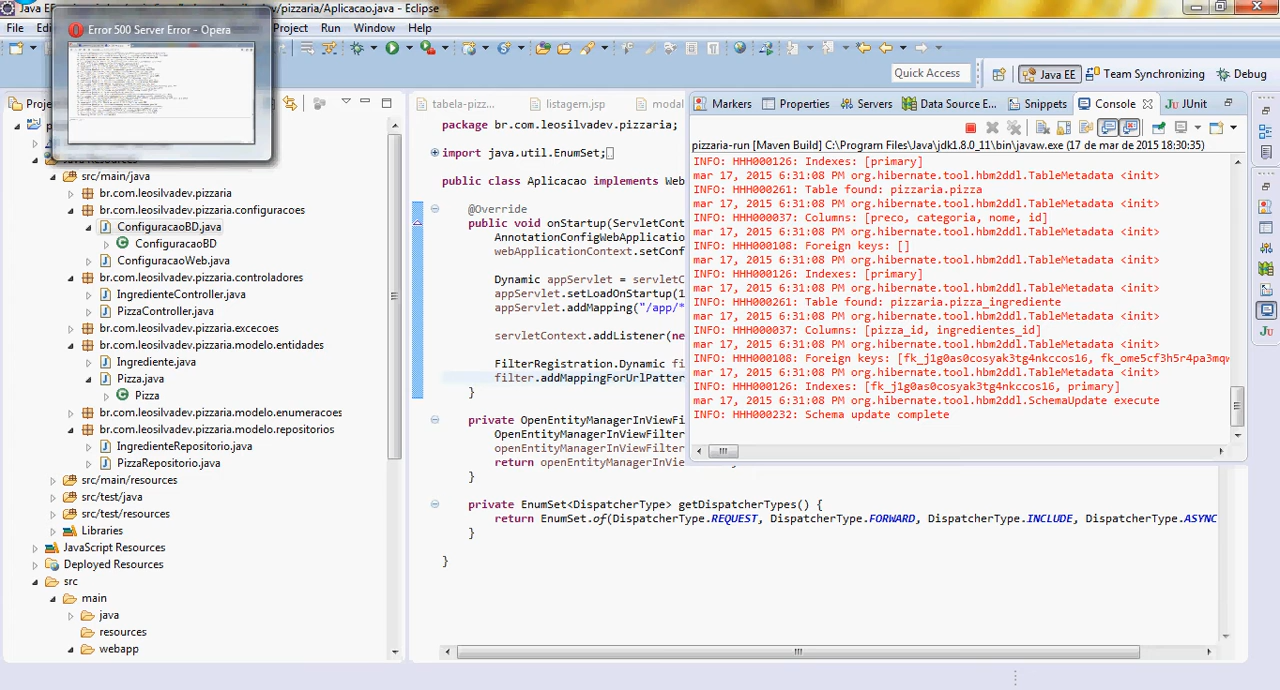 Java EE
d/pizzaria/Aplicacao.java - Eclipse
File
Ed
Project
Run
Window
Help
Error 500 Server Error - Opera
Quick Access
Java EE
Team Synchronizing
Debug
Proj
src/main/java
br.com.leosilvadev.pizzaria
br.com.leosilvadev.pizzaria.configuracoes
ConfiguracaoBD.java
ConfiguracaoBD
ConfiguracaoWeb.java
br.com.leosilvadev.pizzaria.controladores
IngredienteController.java
PizzaController.java
br.com.leosilvadev.pizzaria.excecoes
br.com.leosilvadev.pizzaria.modelo.entidades
Ingrediente.java
Pizza.java
Pizza
br.com.leosilvadev.pizzaria.modelo.enumeracoes
br.com.leosilvadev.pizzaria.modelo.repositorios
IngredienteRepositorio.java
PizzaRepositorio.java
src/main/resources
src/test/java
src/test/resources
Libraries
JavaScript Resources
Deployed Resources
src
main
java
resources
webapp
tabela-pizz...
listagem.jsp
modal
package br.com.leosilvadev.pizzaria;
import java.util.EnumSet;
public class Aplicacao implements Web
@Override
public void onStartup(ServletCont
AnnotationConfigWebApplicatio
webApplicationContext.setConf
Dynamic appServlet = servletC
appServlet.setLoadOnStartup(1
appServlet.addMapping("/app/*
servletContext.addListener(ne
FilterRegistration.Dynamic fi
filter.addMappingForUrlPatter
}
private OpenEntityManagerInViewFi
OpenEntityManagerInViewFilter
openEntityManagerInViewFilter
return openEntityManagerInVie
}
private EnumSet<DispatcherType> getDispatcherTypes() {
return EnumSet.of(DispatcherType.REQUEST, DispatcherType.FORWARD, DispatcherType.INCLUDE, DispatcherType.ASYNC
}
}
Markers
Properties
Servers
Data Source E...
Snippets
Console
JUnit
pizzaria-run [Maven Build] C:\Program Files\Java\jdk1.8.0_11\bin\javaw.exe (17 de mar de 2015 18:30:35)
INFO: HHH000126: Indexes: [primary]
mar 17, 2015 6:31:08 PM org.hibernate.tool.hbm2ddl.TableMetadata <init>
INFO: HHH000261: Table found: pizzaria.pizza
mar 17, 2015 6:31:08 PM org.hibernate.tool.hbm2ddl.TableMetadata <init>
INFO: HHH000037: Columns: [preco, categoria, nome, id]
mar 17, 2015 6:31:08 PM org.hibernate.tool.hbm2ddl.TableMetadata <init>
INFO: HHH000108: Foreign keys: []
mar 17, 2015 6:31:08 PM org.hibernate.tool.hbm2ddl.TableMetadata <init>
INFO: HHH000126: Indexes: [primary]
mar 17, 2015 6:31:08 PM org.hibernate.tool.hbm2ddl.TableMetadata <init>
INFO: HHH000261: Table found: pizzaria.pizza_ingrediente
mar 17, 2015 6:31:08 PM org.hibernate.tool.hbm2ddl.TableMetadata <init>
INFO: HHH000037: Columns: [pizza_id, ingredientes_id]
mar 17, 2015 6:31:08 PM org.hibernate.tool.hbm2ddl.TableMetadata <init>
INFO: HHH000108: Foreign keys: [fk_j1g0as0cosyak3tg4nkccos16, fk_ome5cf3h5r4pa3mqw
mar 17, 2015 6:31:08 PM org.hibernate.tool.hbm2ddl.TableMetadata <init>
INFO: HHH000126: Indexes: [fk_j1g0as0cosyak3tg4nkccos16, primary]
mar 17, 2015 6:31:08 PM org.hibernate.tool.hbm2ddl.SchemaUpdate execute
INFO: HHH000232: Schema update complete